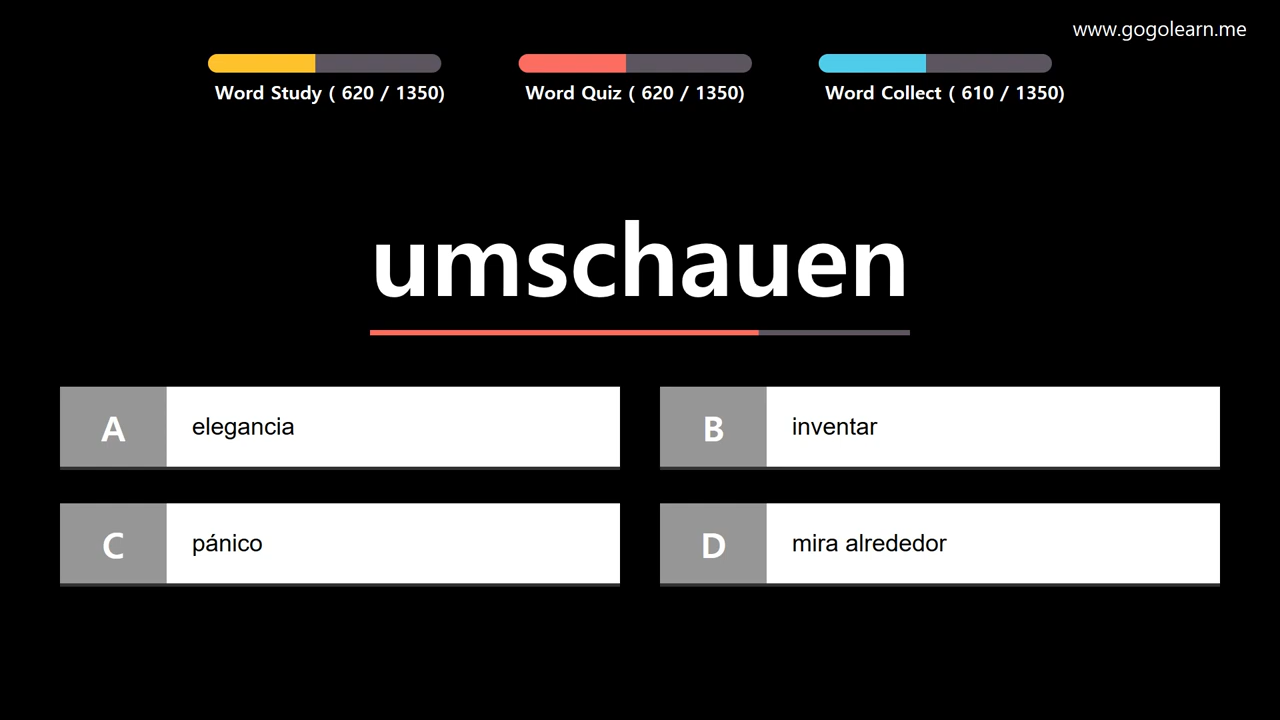 www.gogolearn.me
Word Study ( 620 / 1350)
Word Quiz ( 620 / 1350)
Word Collect ( 610 / 1350)
umschauen
A elegancia
B inventar
C pánico
D mira alrededor